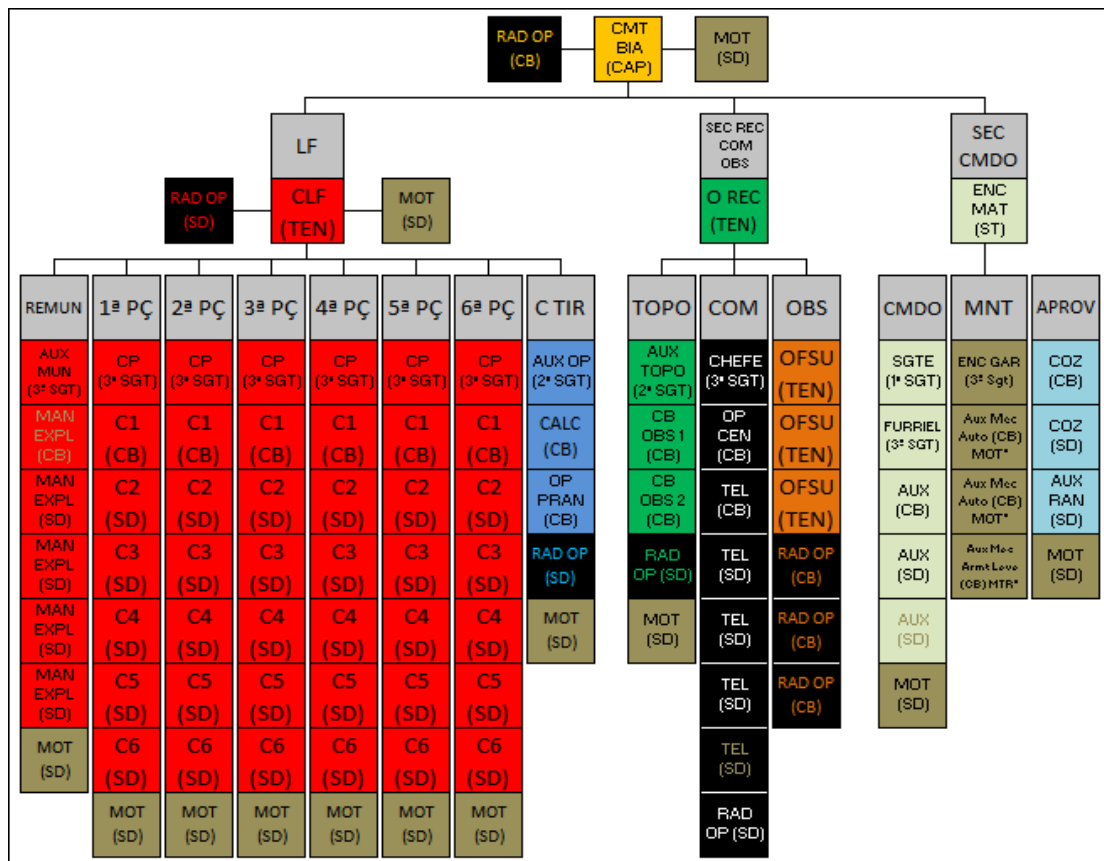 RAD OP
(CB)
CMT
BIA
(CAP)
MOT
(SD)
LF
SEC REC
COM
OBS
SEC
CMDO
RAD OP
(SD)
CLF
(TEN)
MOT
(SD)
O REC
(TEN)
ENC
MAT
(ST)
REMUN
AUX
MUN
(3º SGT)
MAN
EXPL
(CB)
MAN
EXPL
(SD)
MAN
EXPL
(SD)
MAN
EXPL
(SD)
MAN
EXPL
(SD)
MOT
(SD)
1ª PÇ
CP
(3º SGT)
C1
(CB)
C2
(SD)
C3
(SD)
C4
(SD)
C5
(SD)
C6
(SD)
MOT
(SD)
2ª PÇ
CP
(3º SGT)
C1
(CB)
C2
(SD)
C3
(SD)
C4
(SD)
C5
(SD)
C6
(SD)
MOT
(SD)
3ª PÇ
CP
(3º SGT)
C1
(CB)
C2
(SD)
C3
(SD)
C4
(SD)
C5
(SD)
C6
(SD)
MOT
(SD)
4ª PÇ
CP
(3º SGT)
C1
(CB)
C2
(SD)
C3
(SD)
C4
(SD)
C5
(SD)
C6
(SD)
MOT
(SD)
5ª PÇ
CP
(3º SGT)
C1
(CB)
C2
(SD)
C3
(SD)
C4
(SD)
C5
(SD)
C6
(SD)
MOT
(SD)
6ª PÇ
CP
(3º SGT)
C1
(CB)
C2
(SD)
C3
(SD)
C4
(SD)
C5
(SD)
C6
(SD)
MOT
(SD)
C TIR
AUX OP
(2º SGT)
CALC
(CB)
OP
PRAN
(CB)
RAD OP
(SD)
MOT
(SD)
TOPO
AUX
TOPO
(2º SGT)
CB
OBS 1
(CB)
CB
OBS 2
(CB)
RAD
OP (SD)
MOT
(SD)
COM
CHEFE
(3º SGT)
OP
CEN
(CB)
TEL
(CB)
TEL
(SD)
TEL
(SD)
TEL
(SD)
TEL
(SD)
RAD
OP (SD)
OBS
OFSU
(TEN)
OFSU
(TEN)
OFSU
(TEN)
RAD OP
(CB)
RAD OP
(CB)
RAD OP
(CB)
CMDO
SGTE
(1º SGT)
FURRIEL
(3º SGT)
AUX
(CB)
AUX
(SD)
AUX
(SD)
MOT
(SD)
MNT
ENC GAR
(3º Sgt)
Aux Mec
Auto (CB)
MOT*
Aux Mec
Auto (CB)
MOT*
Aux Mec
Armt Leve
(CB) MTR*
APROV
COZ
(CB)
COZ
(SD)
AUX
RAN
(SD)
MOT
(SD)